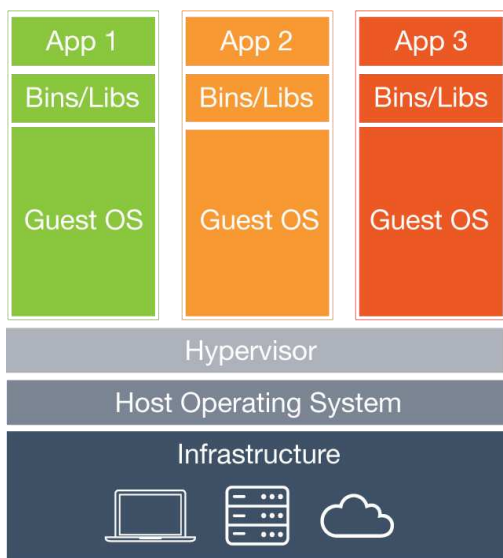 App 1
App 2
App 3
Bins/Libs
Bins/Libs
Bins/Libs
Guest OS
Guest OS
Guest OS
Hypervisor
Host Operating System
Infrastructure